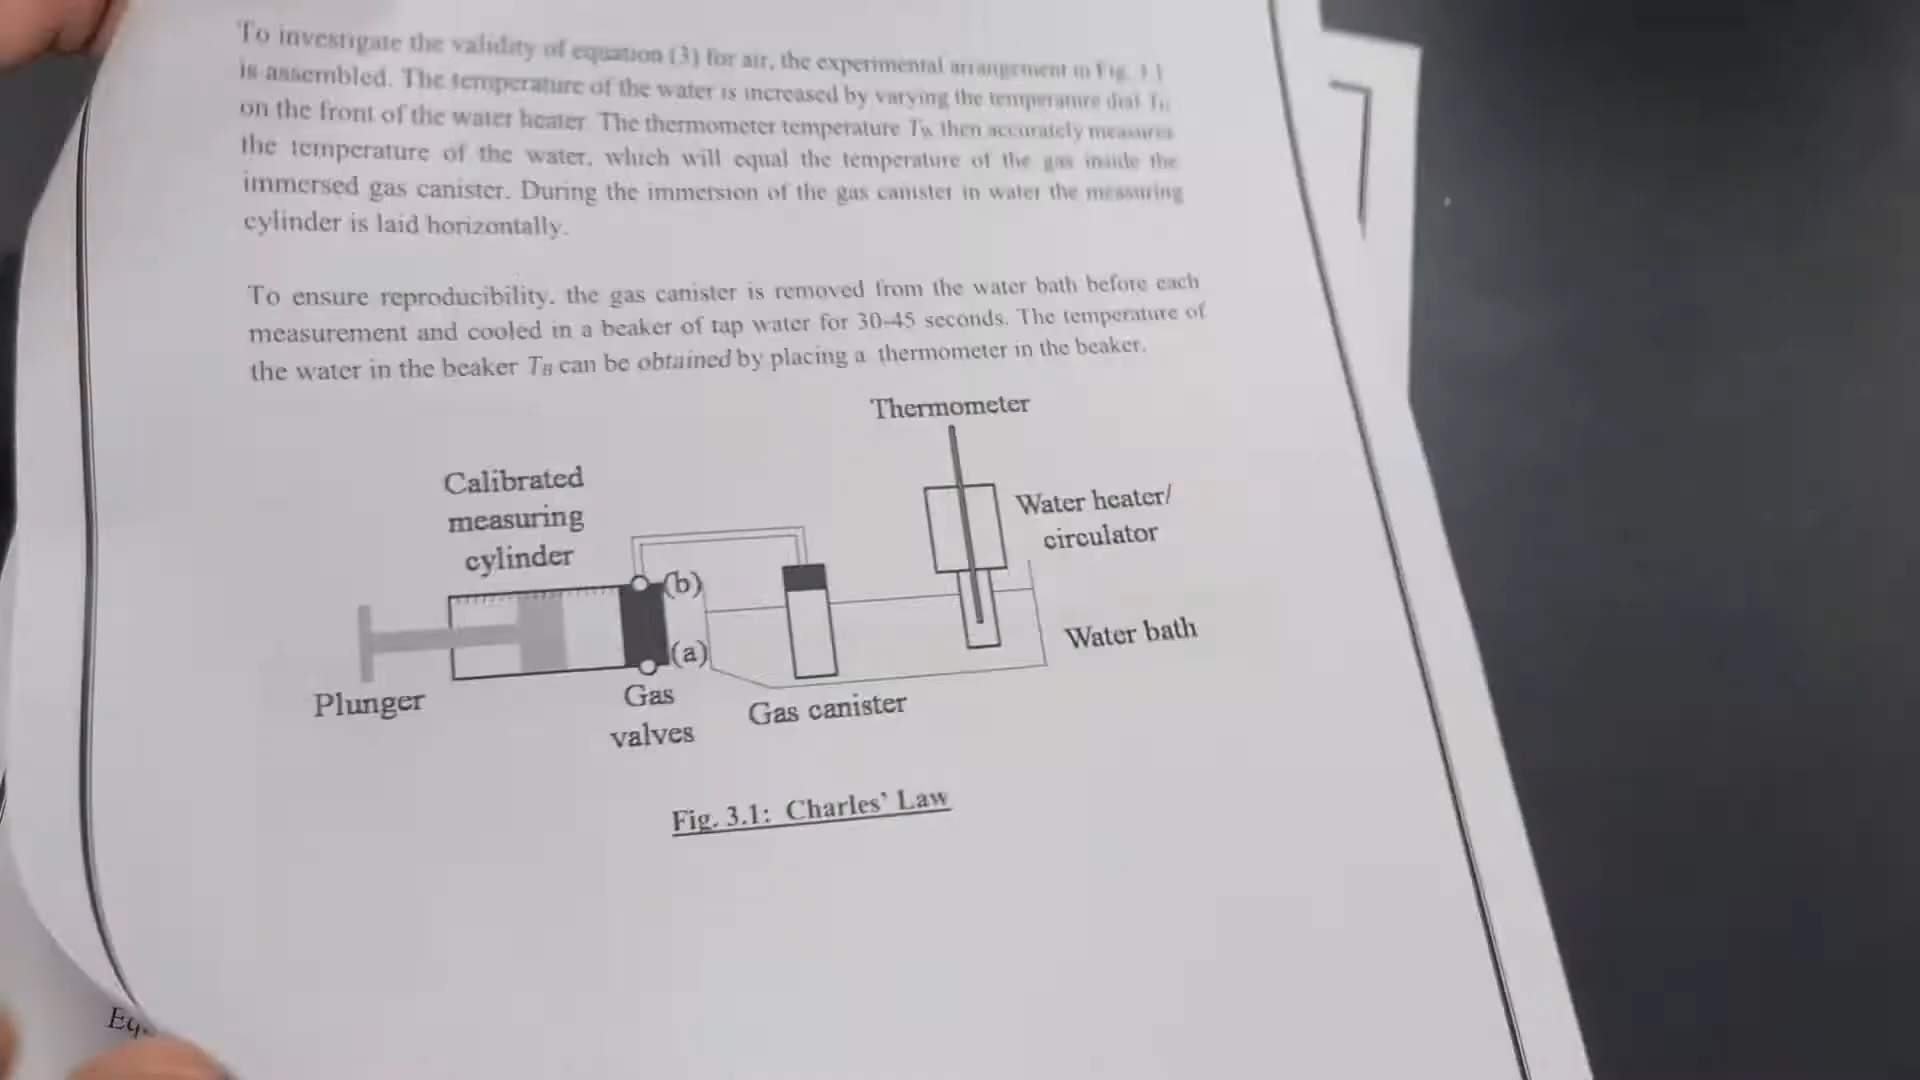 To investigate the validity of equation (3) for air, the experimental arrangement in Fig. 3.1
is assembled. The temperature of the water is increased by varying the temperature dial
on the front of the water heater. The thermometer temperature Tw then accurately measures
the temperature of the water, which will equal the temperature of the gas inside the
immersed gas canister. During the immersion of the gas canister in water the measuring
cylinder is laid horizontally.
To ensure reproducibility, the gas canister is removed from the water bath before each
measurement and cooled in a beaker of tap water for 30-45 seconds. The temperature of
the water in the beaker TB can be obtained by placing a thermometer in the beaker.
Thermometer
Calibrated
measuring
cylinder
Water heater/
circulator
(b)
(a)
Water bath
Plunger
Gas
valves
Gas canister
Fig. 3.1: Charles' Law